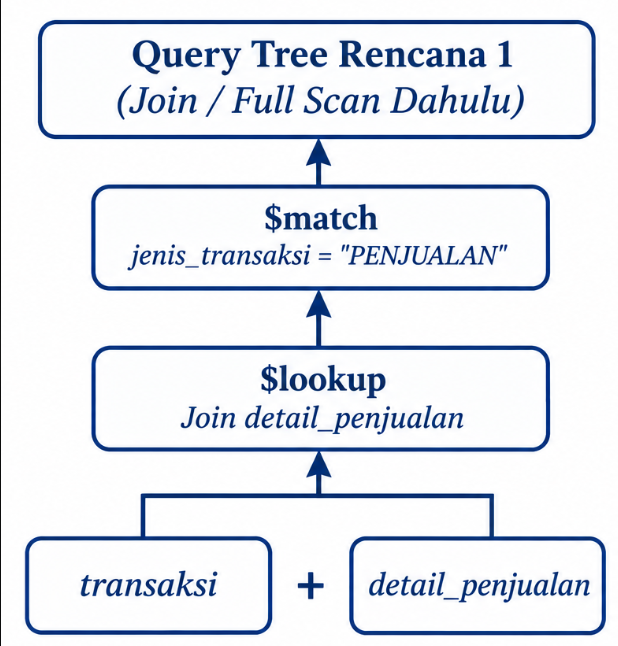 Query Tree Rencana 1
(Join / Full Scan Dahulu)
$match
jenis_transaksi = "PENJUALAN"
$lookup
Join detail_penjualan
transaksi
+
detail_penjualan